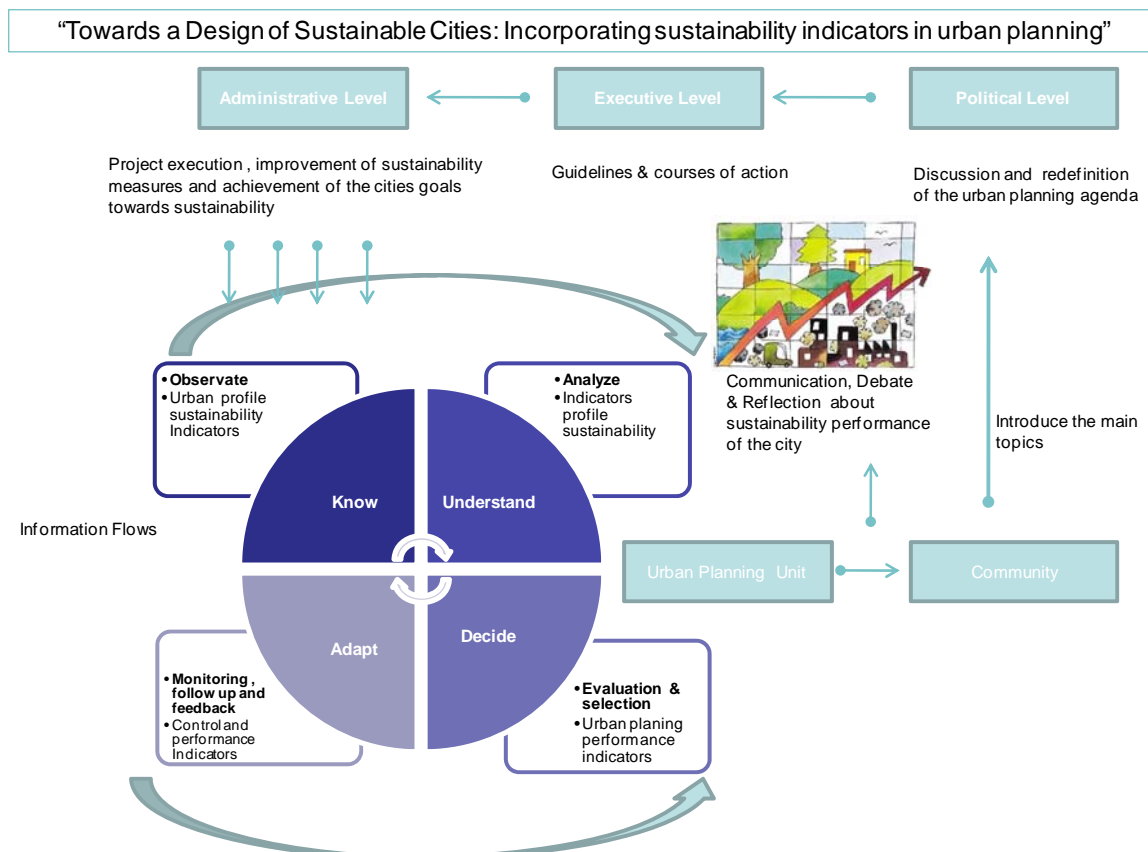 “Towards a Design of Sustainable Cities: Incorporating sustainability indicators in urban planning”
Administrative Level
Executive Level
Political Level
Project execution , improvement of sustainability
measures and achievement of the cities goals
towards sustainability
Guidelines & courses of action
Discussion and redefinition
of the urban planning agenda
•Observate
•Urban profile
sustainability
Indicators
•Analyze
•Indicators
profile
sustainability
Communication, Debate
& Reflection about
sustainability performance
of the city
Introduce the main
topics
Know
Understand
Information Flows
Urban Planning Unit
Community
Adapt
Decide
•Monitoring ,
follow up and
feedback
•Control and
performance
Indicators
•Evaluation &
selection
•Urban planing
performance
indicators